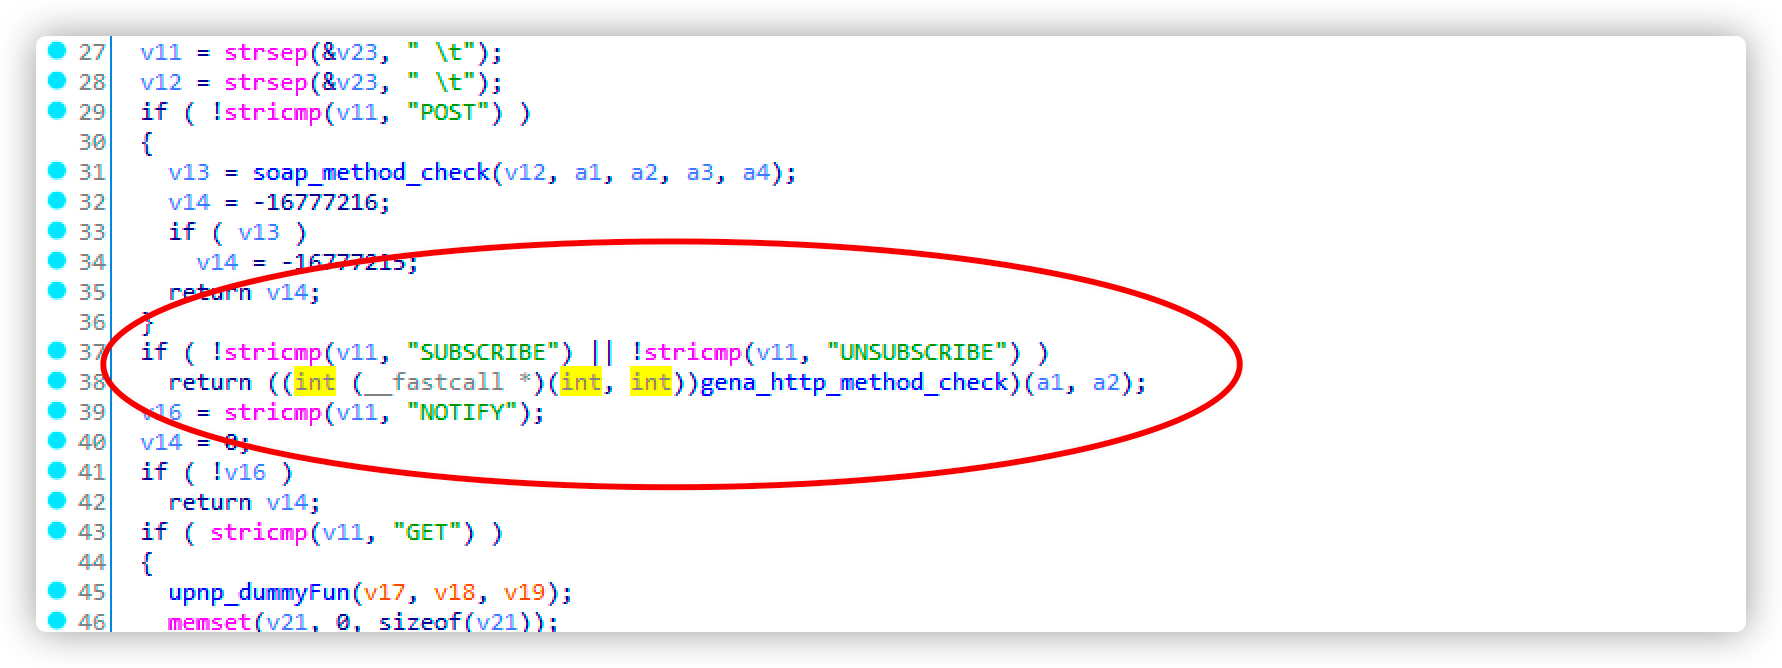 27 v11 = strsep(&v23, " \t");
28 v12 = strsep(&v23, " \t");
29 if ( !stricmp(v11, "POST") )
30 {
31 v13 = soap_method_check(v12, a1, a2, a3, a4);
32 v14 = -16777216;
33 if ( v13 )
34 v14 = -16777215;
35 return v14;
36 }
37 if ( !stricmp(v11, "SUBSCRIBE") || !stricmp(v11, "UNSUBSCRIBE") )
38 return ((int (__fastcall *)(int, int))gena_http_method_check)(a1, a2);
39 v16 = stricmp(v11, "NOTIFY");
40 v14 = 0;
41 if ( !v16 )
42 return v14;
43 if ( stricmp(v11, "GET") )
44 {
45 upnp_dummyFun(v17, v18, v19);
46 memset(v21, 0, sizeof(v21));